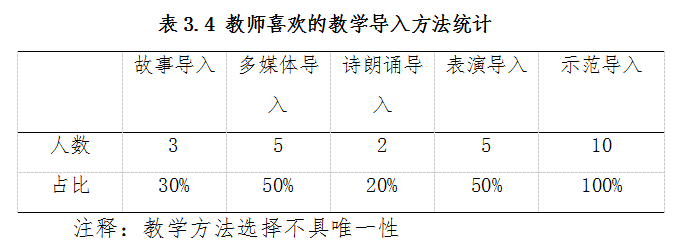 表 3.4 教师喜欢的教学导入方法统计
故事导入 多媒体导入 诗朗诵导入 表演导入 示范导入
人数 3 5 2 5 10
占比 30% 50% 20% 50% 100%
注释：教学方法选择不具唯一性